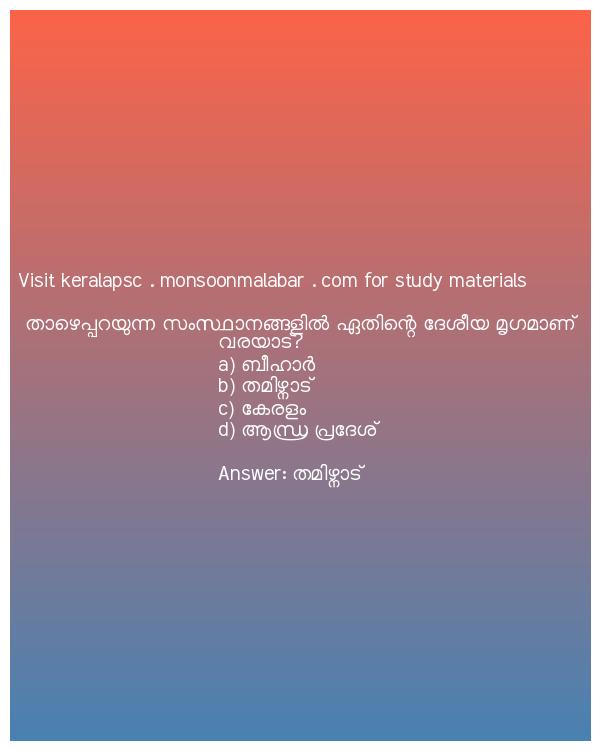 Visit keralapsc . monsoonmalabar . com for study materials
താഴെപ്പറയുന്ന സംസ്ഥാനങ്ങളിൽ ഏതിന്റെ ദേശീയ മൃഗമാണ്
വരയാട്?
a) ബീഹാർ
b) തമിഴ്നാട്
c) കേരളം
d) ആന്ധ്ര പ്രദേശ്
Answer: തമിഴ്നാട്